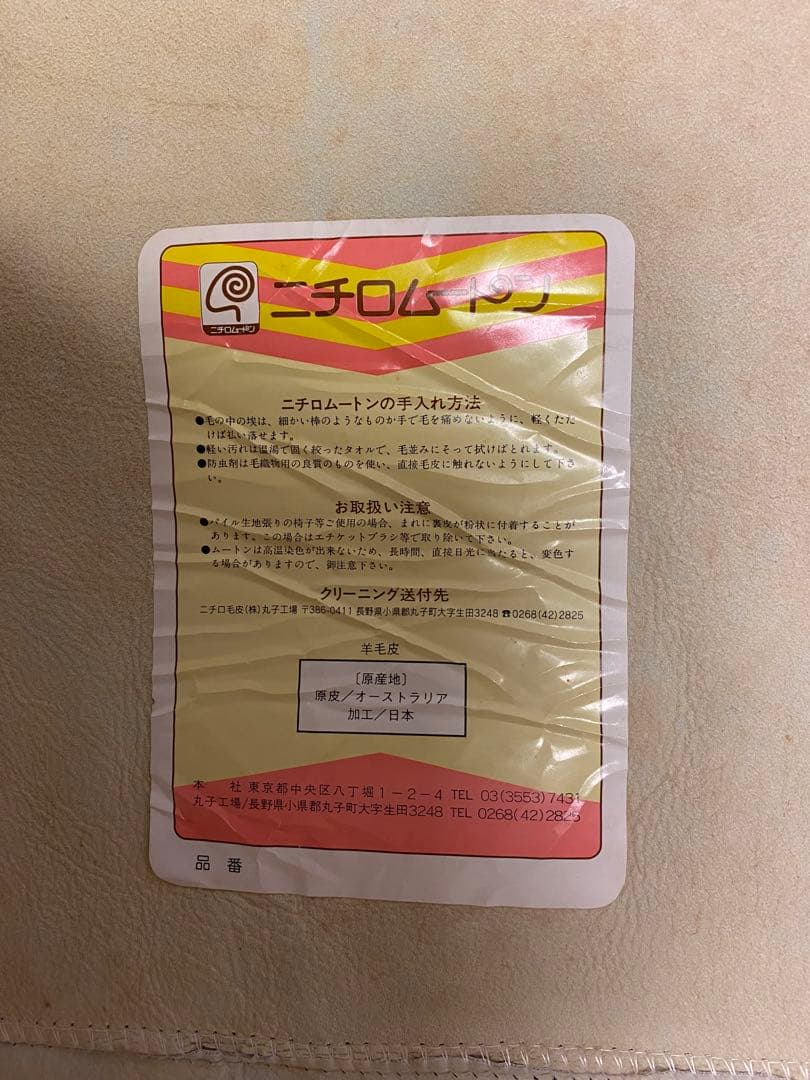 ニチロムートン
ニチロムートン
ニチロムートンの手入れ方法
●毛の中の埃は、細かい棒のようなものか手で毛を痛めないように、軽くたた
けば払い落せます。
●軽い汚れは温湯で固く絞ったタオルで、毛並みにそって拭けばとれます。
●防虫剤は毛織物用の良質のものを使い、直接毛皮に触れないようにして下さ
い。
お取扱い注意
●パイル生地張りの椅子等ご使用の場合、まれに裏皮が粉状に付着することが
あります。この場合はエチケットブラシ等で取り除いて下さい。
●ムートンは高温染色が出来ないため、長時間、直接日光に当たると、変色す
る場合がありますので、御注意下さい。
クリーニング送付先
ニチロ毛皮(株)丸子工場 〒386-0411 長野県小県郡丸子町大字生田3248 ☎0268(42)2825
羊毛皮
〔原産地〕
原皮／オーストラリア
加工／日本
本　社 東京都中央区八丁堀1－2－4 TEL 03(3553)7431
丸子工場/長野県小県郡丸子町大字生田3248 TEL 0268(42)2825
品 番